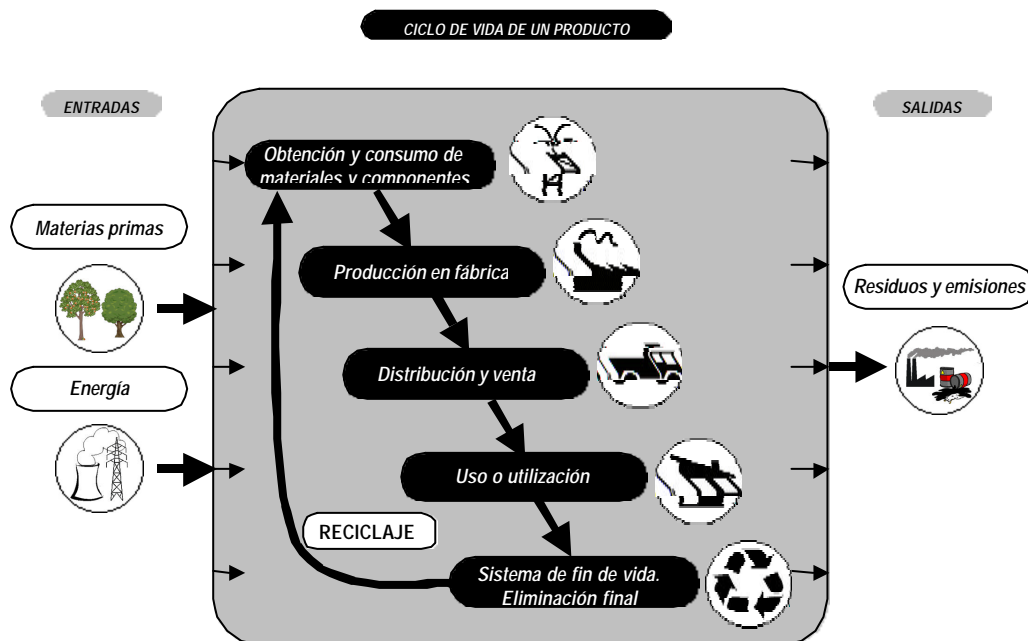 CICLO DE VIDA DE UN PRODUCTO
ENTRADAS
SALIDAS
Obtención y consumo de
materiales y componentes
Materias primas
Producción en fábrica
Residuos y emisiones
Distribución y venta
Energía
Uso o utilización
RECICLAJE
Sistema de fin de vida.
Eliminación final